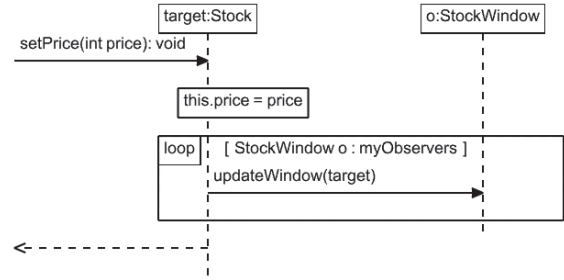 target:Stock
o:StockWindow
setPrice(int price): void
this.price = price
loop
[ StockWindow o : myObservers ]
updateWindow(target)